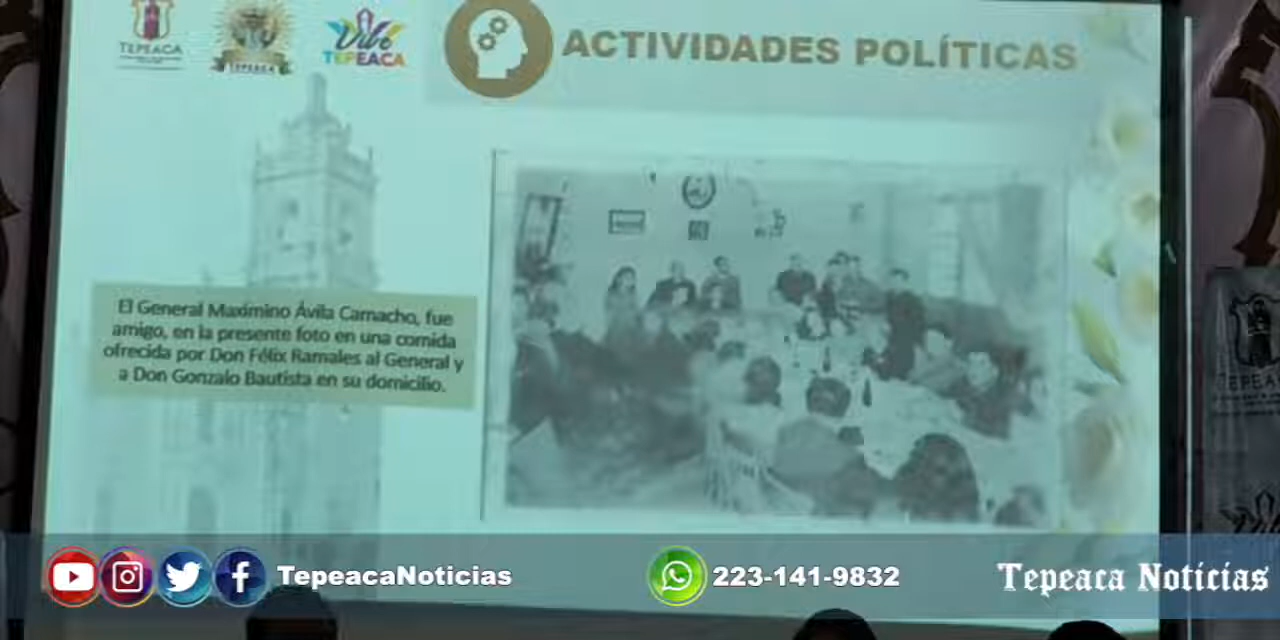 TEPEACA
TEPEACA
Vive
TEPEACA
ACTIVIDADES POLÍTICAS
El General Maximino Ávila Camacho, fue
amigo, en la presente foto en una comida
ofrecida por Don Félix Ramales al General y
a Don Gonzalo Bautista en su domicilio.
TEPEACA
TepeacaNoticias
223-141-9832
Tepeaca Noticias